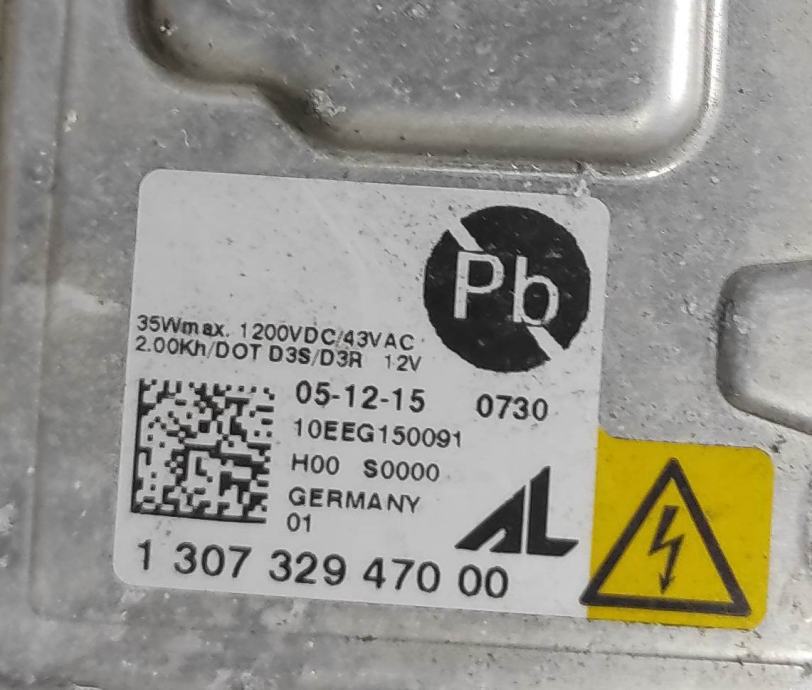 Pb
35Wmax. 1200VDC/43VAC
2.00Kh/DOT D3S/D3R 12V
05-12-15 0730
10EEG150091
H00 S0000
GERMANY
01
AL
1 307 329 470 00